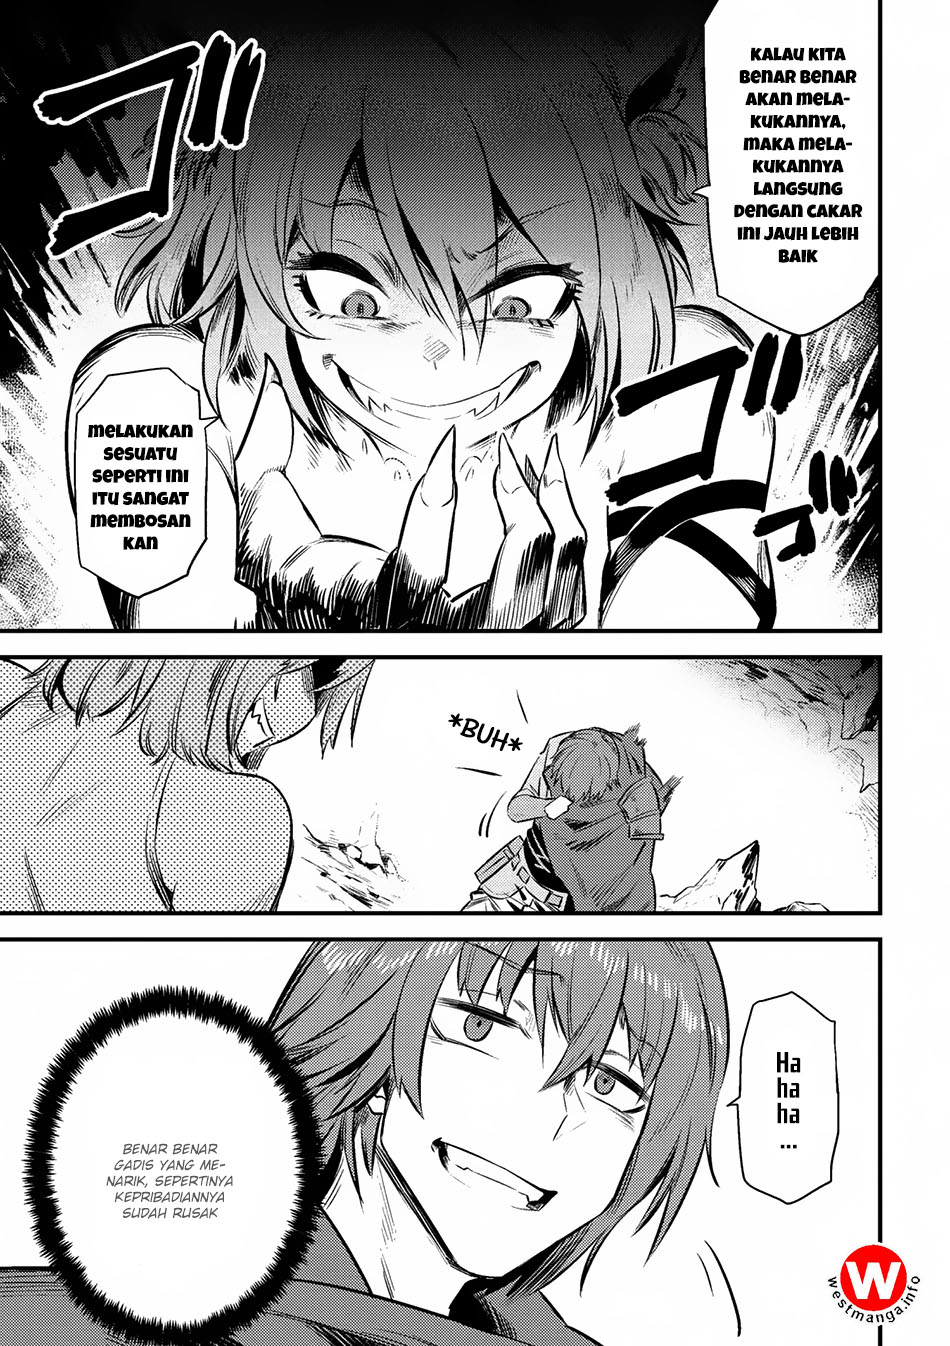 KALAU KITA
BENAR BENAR
AKAN MELA-
KUKANNYA,
MAKA MELA-
KUKANNYA
LANGSUNG
DENGAN CAKAR
INI JAUH LEBIH
BAIK
ゴゴゴ
MELAKUKAN
SESUATU
SEPERTI INI
ITU SANGAT
MEMBOSAN
KAN
*BUH*
Ha
ha
ha
...
BENAR BENAR
GADIS YANG ME-
NARIK, SEPERTINYA
KEPRIBADIANNYA
SUDAH RUSAK
W
westmanga.info